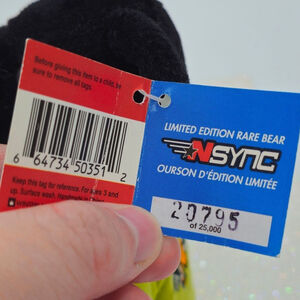 Before giving this item to a child, be
sure to remove all tags.
6 64734 50351 2
Keep this tag for reference. For ages 3 and
up. Surface wash.
LIMITED EDITION RARE BEAR
NSYNC
OURSON D'ÉDITION LIMITÉE
20795
of 25,000